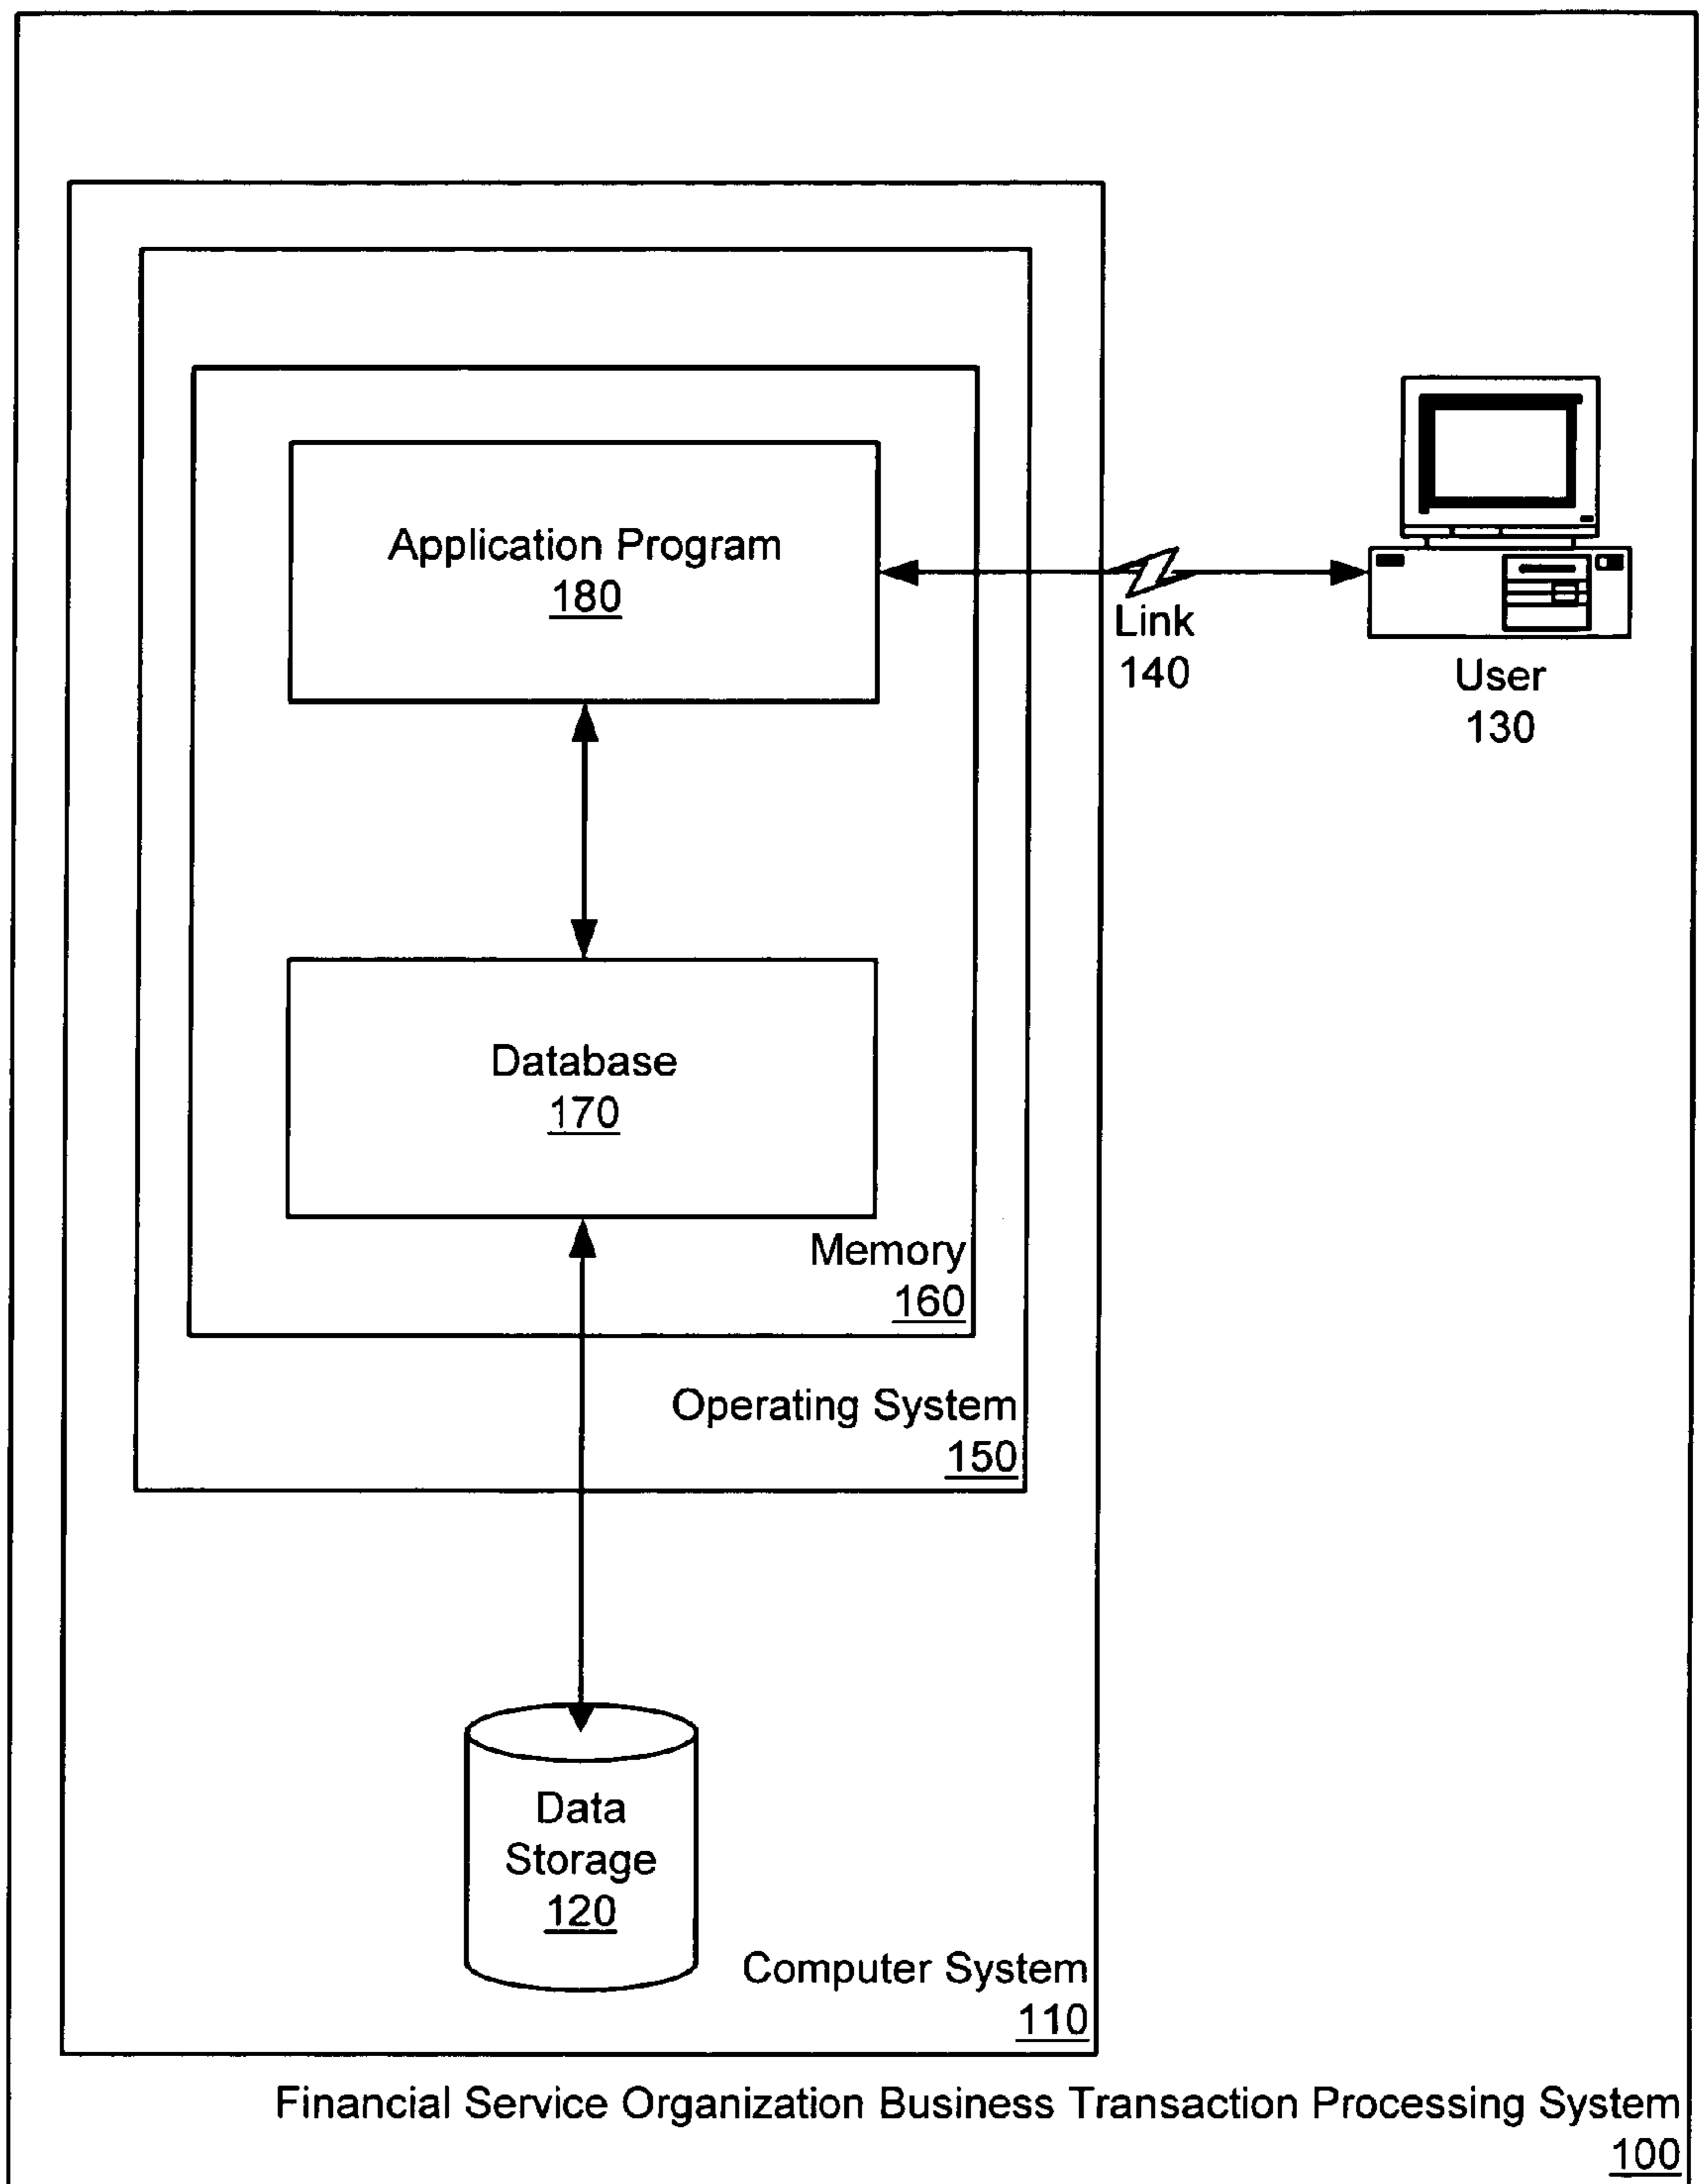 Application Program
180
Link
140
User
130
Database
170
Memory
160
Operating System
150
Data
Storage
120
Computer System
110
Financial Service Organization Business Transaction Processing System
100